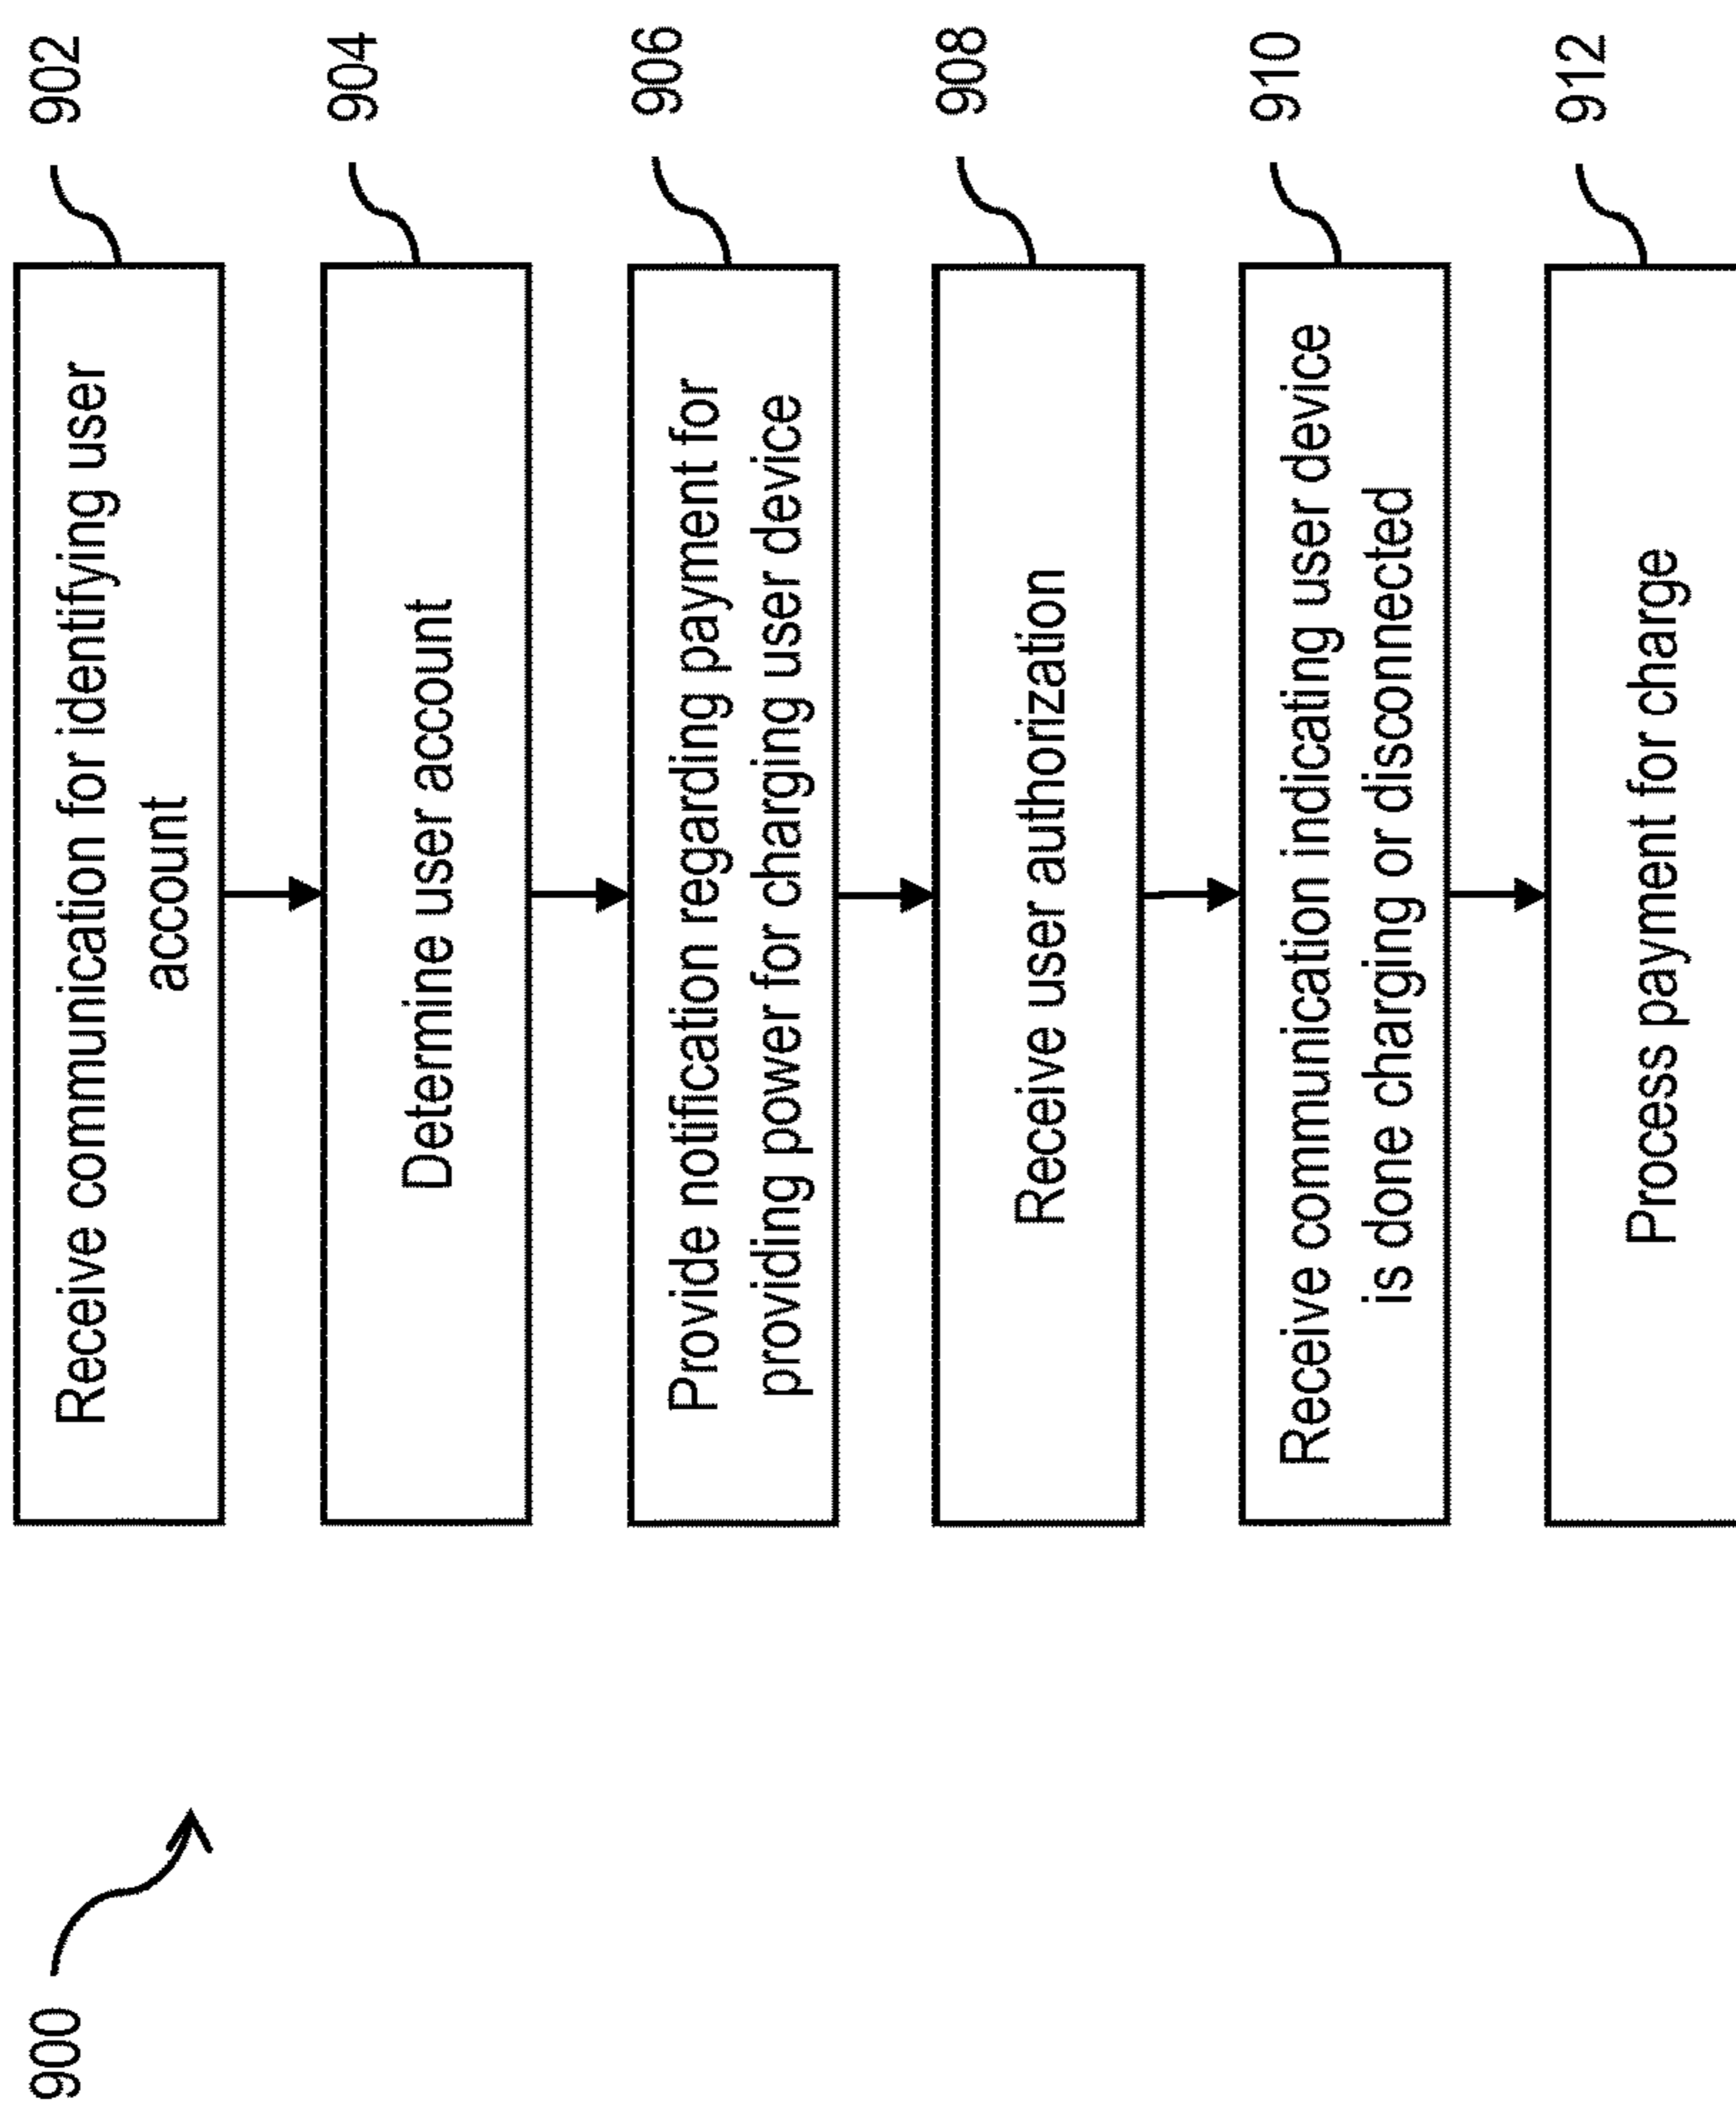 900
Receive communication for identifying user
account
902
Determine user account
904
Provide notification regarding payment for
providing power for charging user device
906
Receive user authorization
908
Receive communication indicating user device
is done charging or disconnected
910
Process payment for charge
912